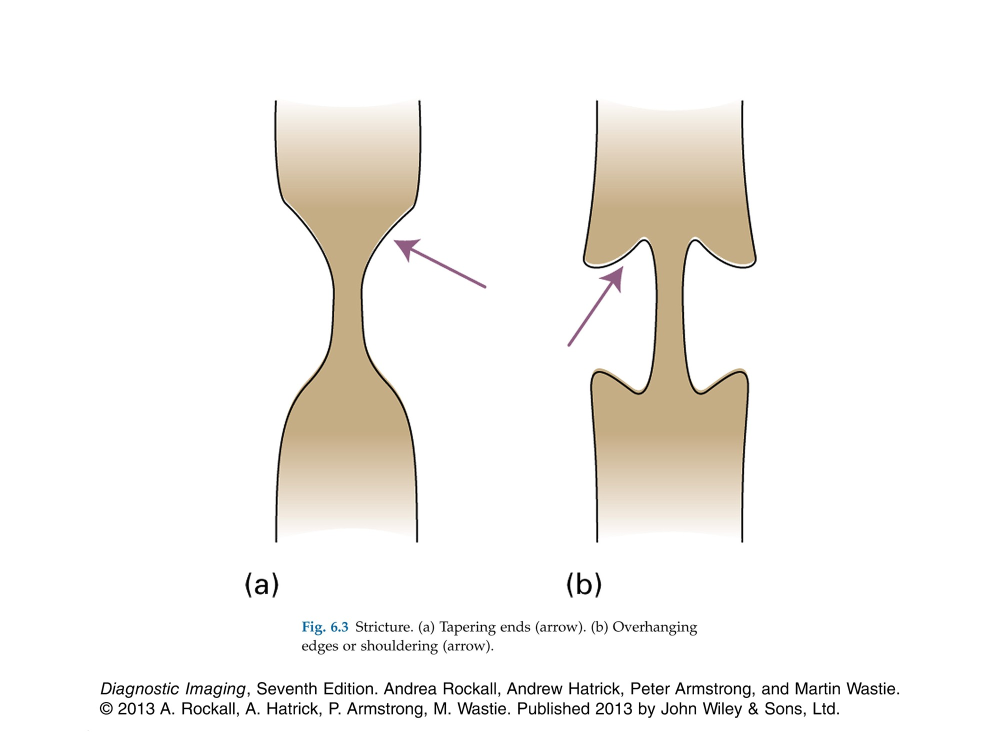 (a)
(b)
Fig. 6.3 Stricture. (a) Tapering ends (arrow). (b) Overhanging
edges or shouldering (arrow).
Diagnostic Imaging, Seventh Edition. Andrea Rockall, Andrew Hatrick, Peter Armstrong, and Martin Wastie.
© 2013 A. Rockall, A. Hatrick, P. Armstrong, M. Wastie. Published 2013 by John Wiley & Sons, Ltd.